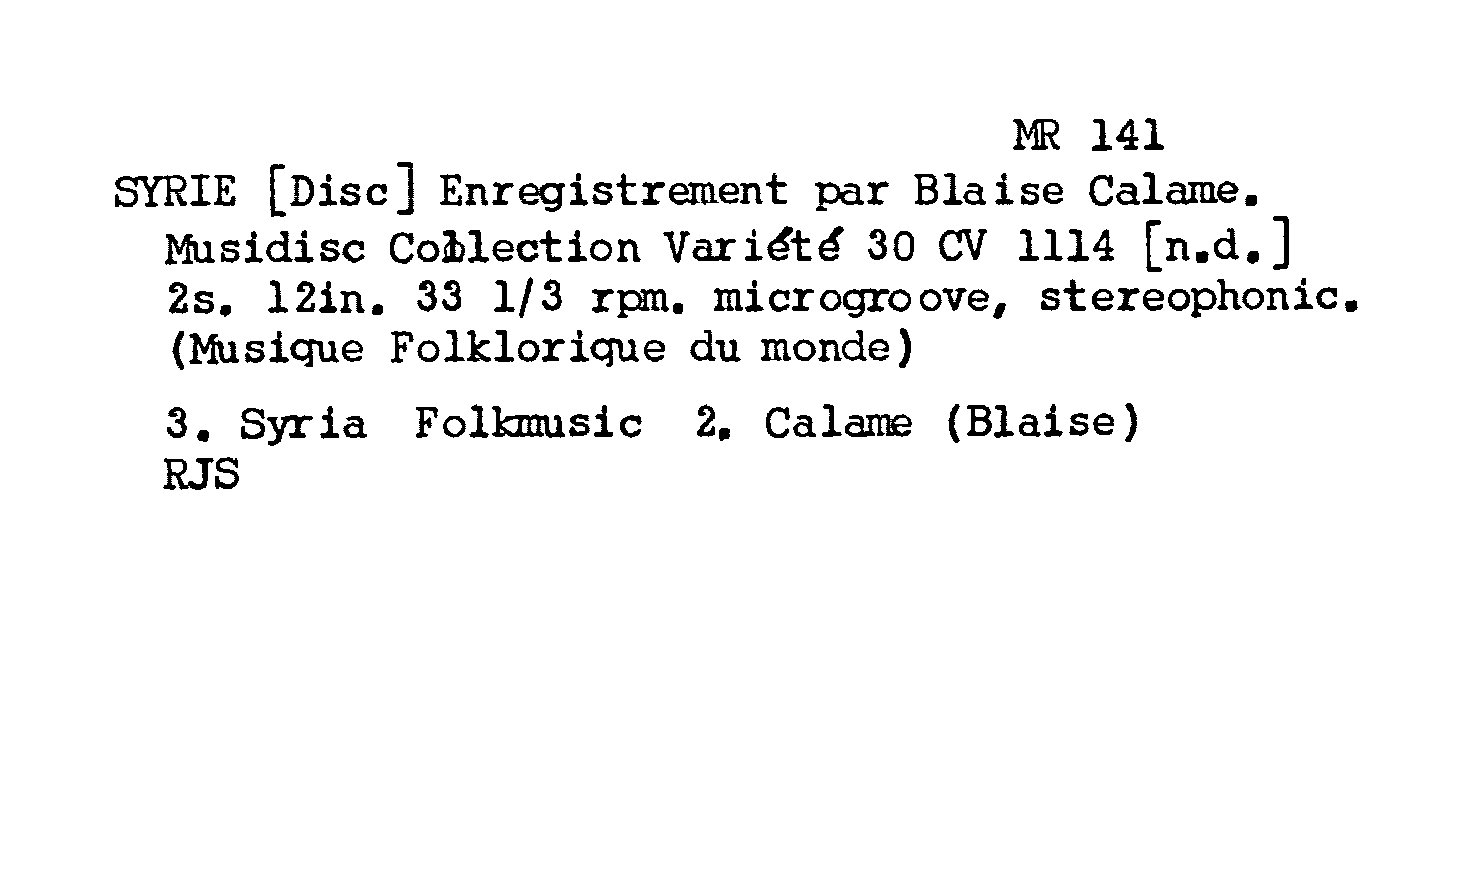 MR 141
SYRIE [Disc] Enregistrement par Blaise Calame.
Musidisc Collection Variété 30 CV 1114 [n.d.]
2s. 12in. 33 1/3 rpm. microgroove, stereophonic.
(Musique Folklorique du monde)
3. Syria Folkmusic 2. Calame (Blaise)
RJS